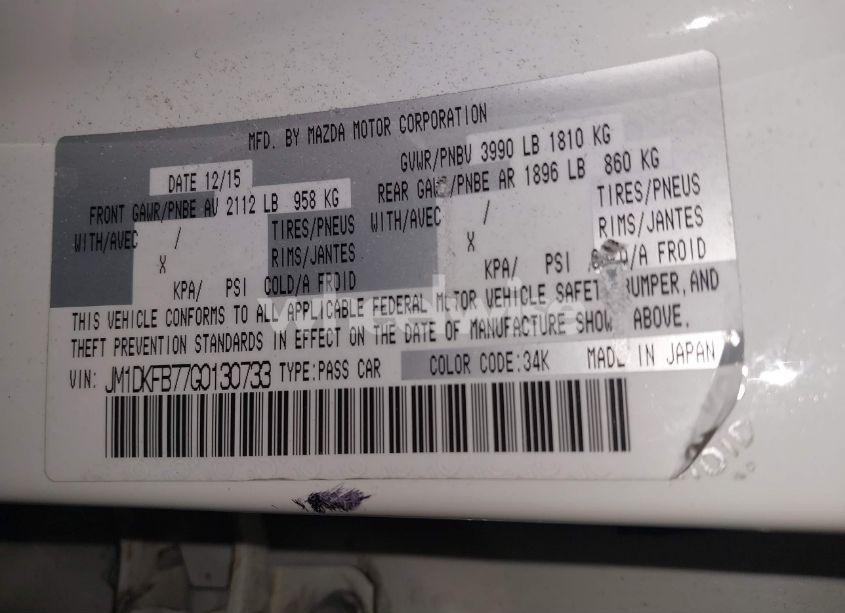 MFD. BY MAZDA MOTOR CORPORATION
DATE 12/15 GVWR/PNBV 3990 LB 1810 KG
FRONT GAWR/PNBE AV 2112 LB 958 KG REAR GAWR/PNBE AR 1896 LB 860 KG
WITH/AVEC / TIRES/PNEUS WITH/AVEC / TIRES/PNEUS
X RIMS/JANTES X RIMS/JANTES
KPA/ PSI COLD/A FROID KPA/ PSI /A FROID
THIS VEHICLE CONFORMS TO ALL APPLICABLE FEDERAL MOTOR VEHICLE SAFET BUMPER, AND
THEFT PREVENTION STANDARDS IN EFFECT ON THE DATE OF MANUFACTURE SHOW ABOVE.
VIN: JM1DKFB77G0130733 TYPE:PASS CAR COLOR CODE:34K MADE IN JAPAN